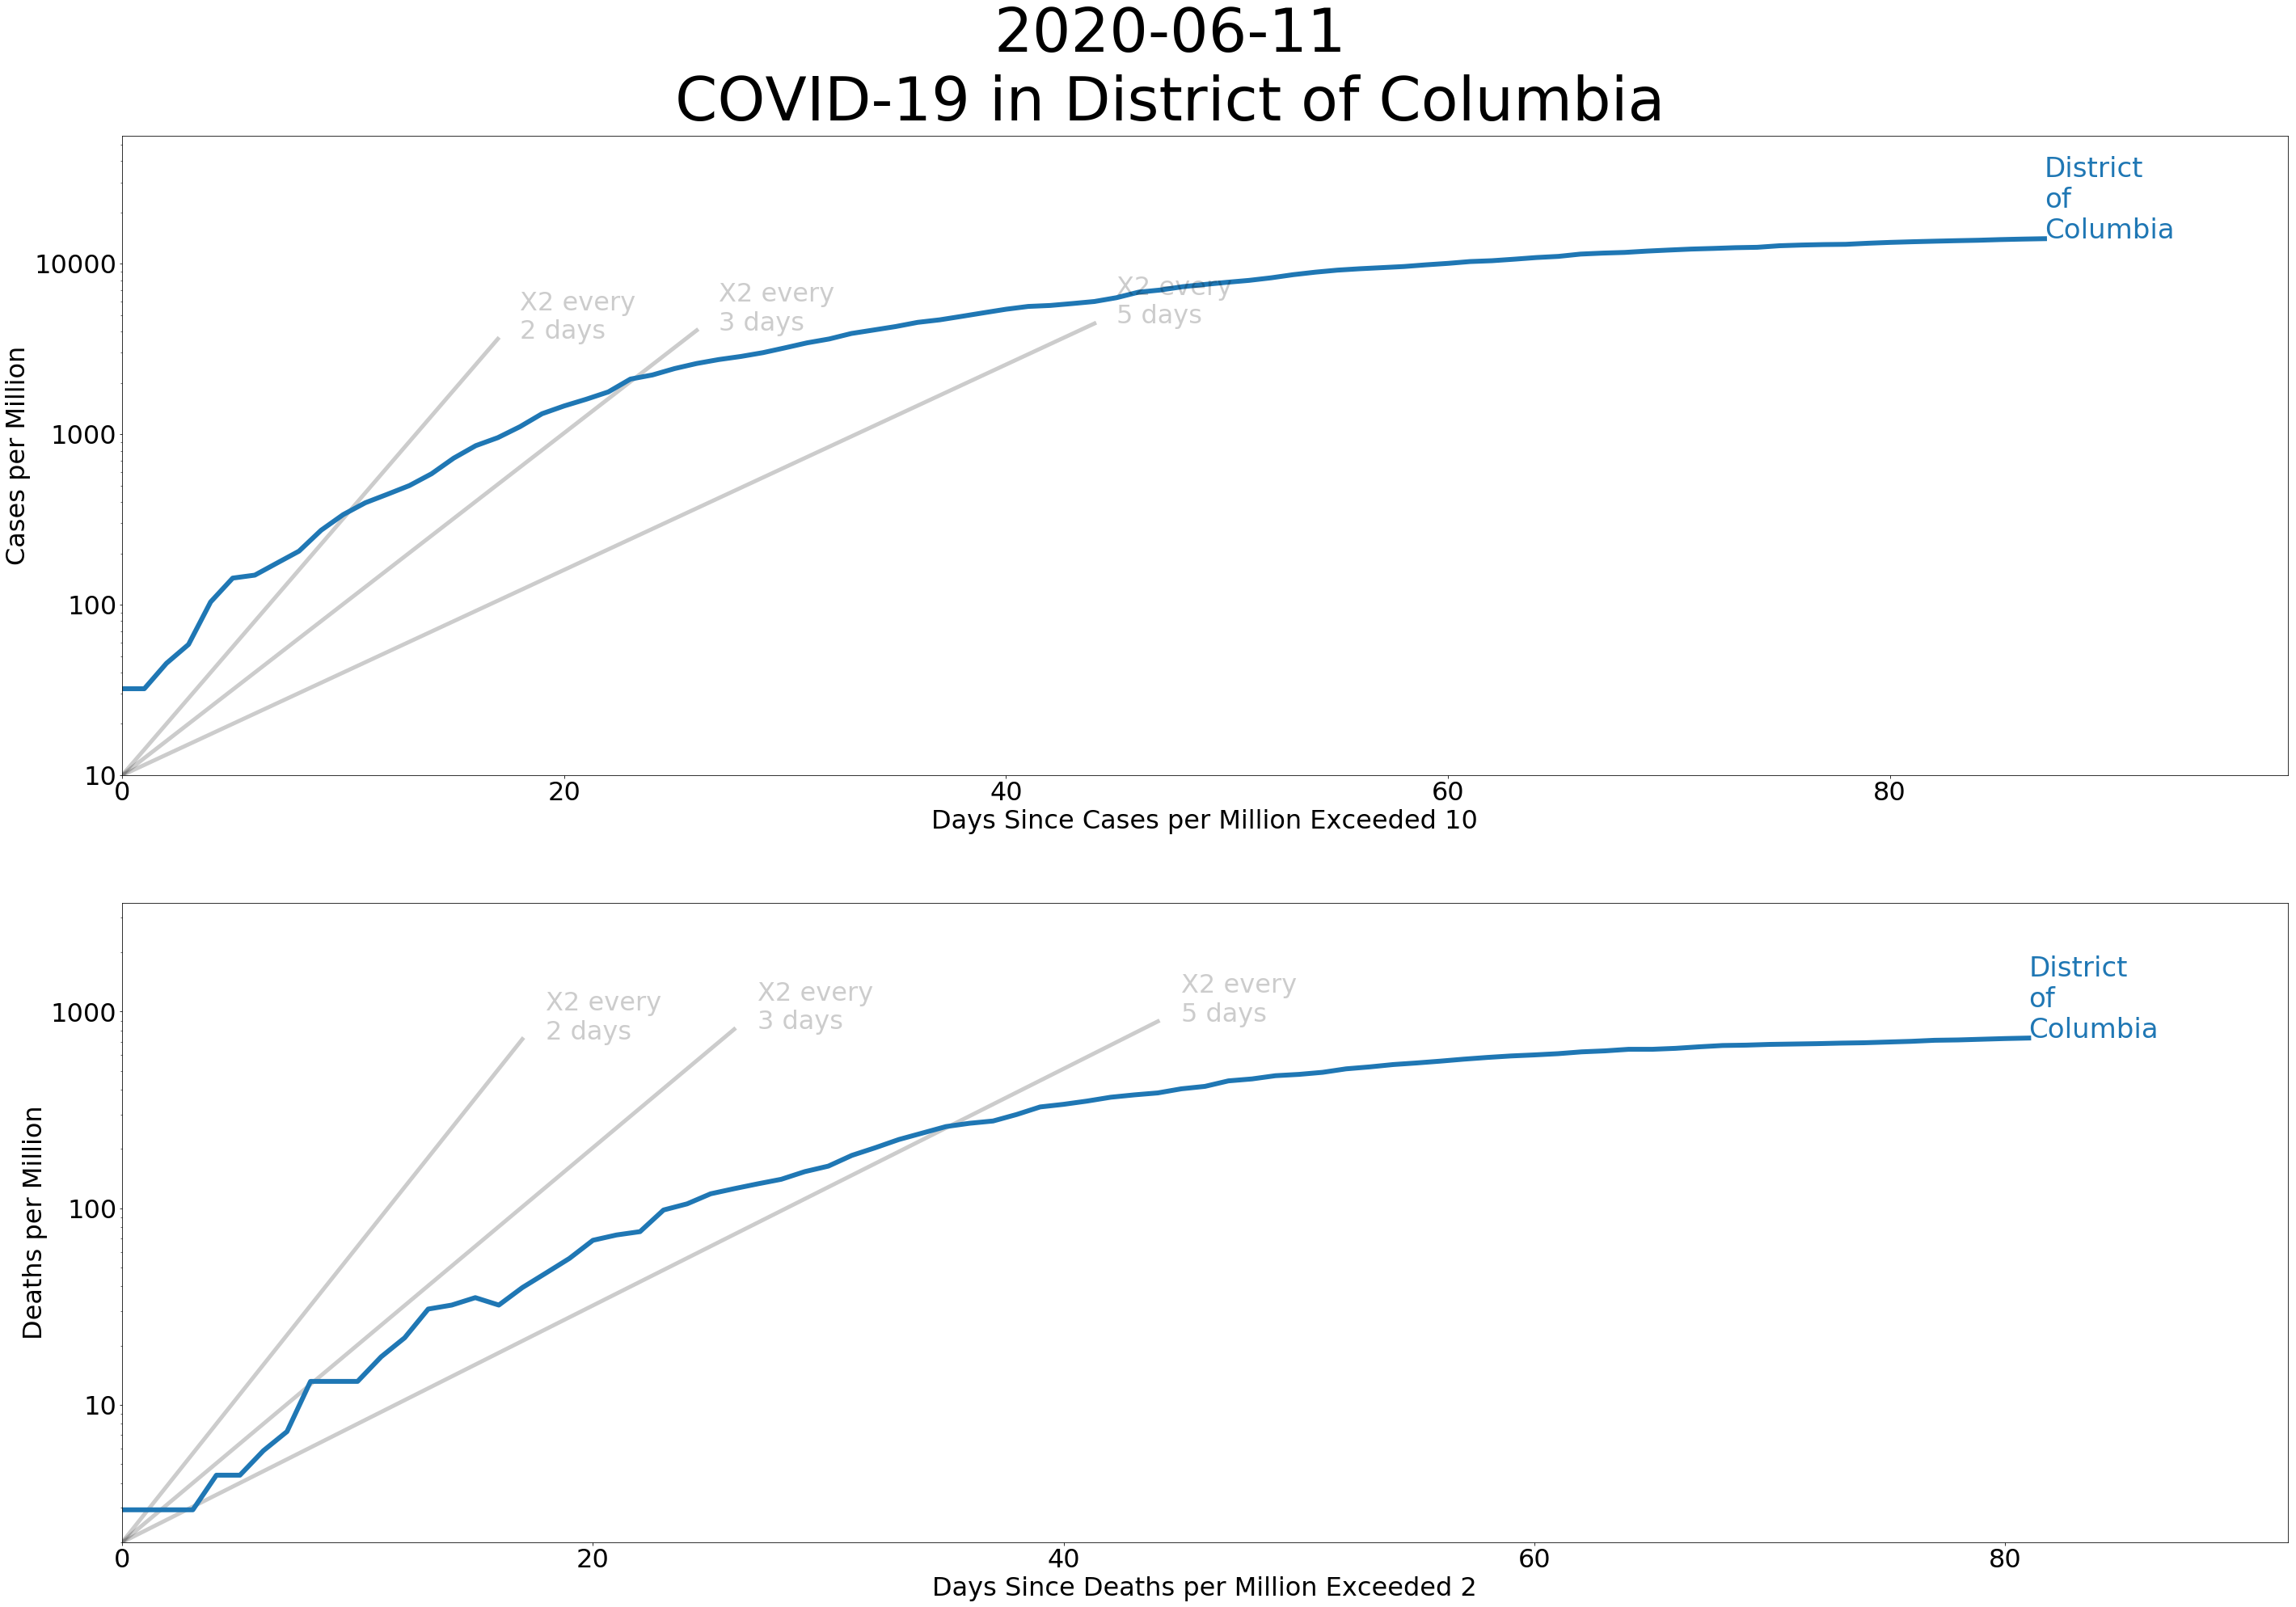 2020-06-11
COVID-19 in District of Columbia
District
of
Columbia
10000
X2 every
2 days
X2 every
3 days
X2 every
5 days
1000
100
10
Cases per Million
0
20
40
60
80
Days Since Cases per Million Exceeded 10
District
of
Columbia
X2 every
2 days
X2 every
3 days
X2 every
5 days
1000
100
10
Deaths per Million
0
20
40
60
80
Days Since Deaths per Million Exceeded 2